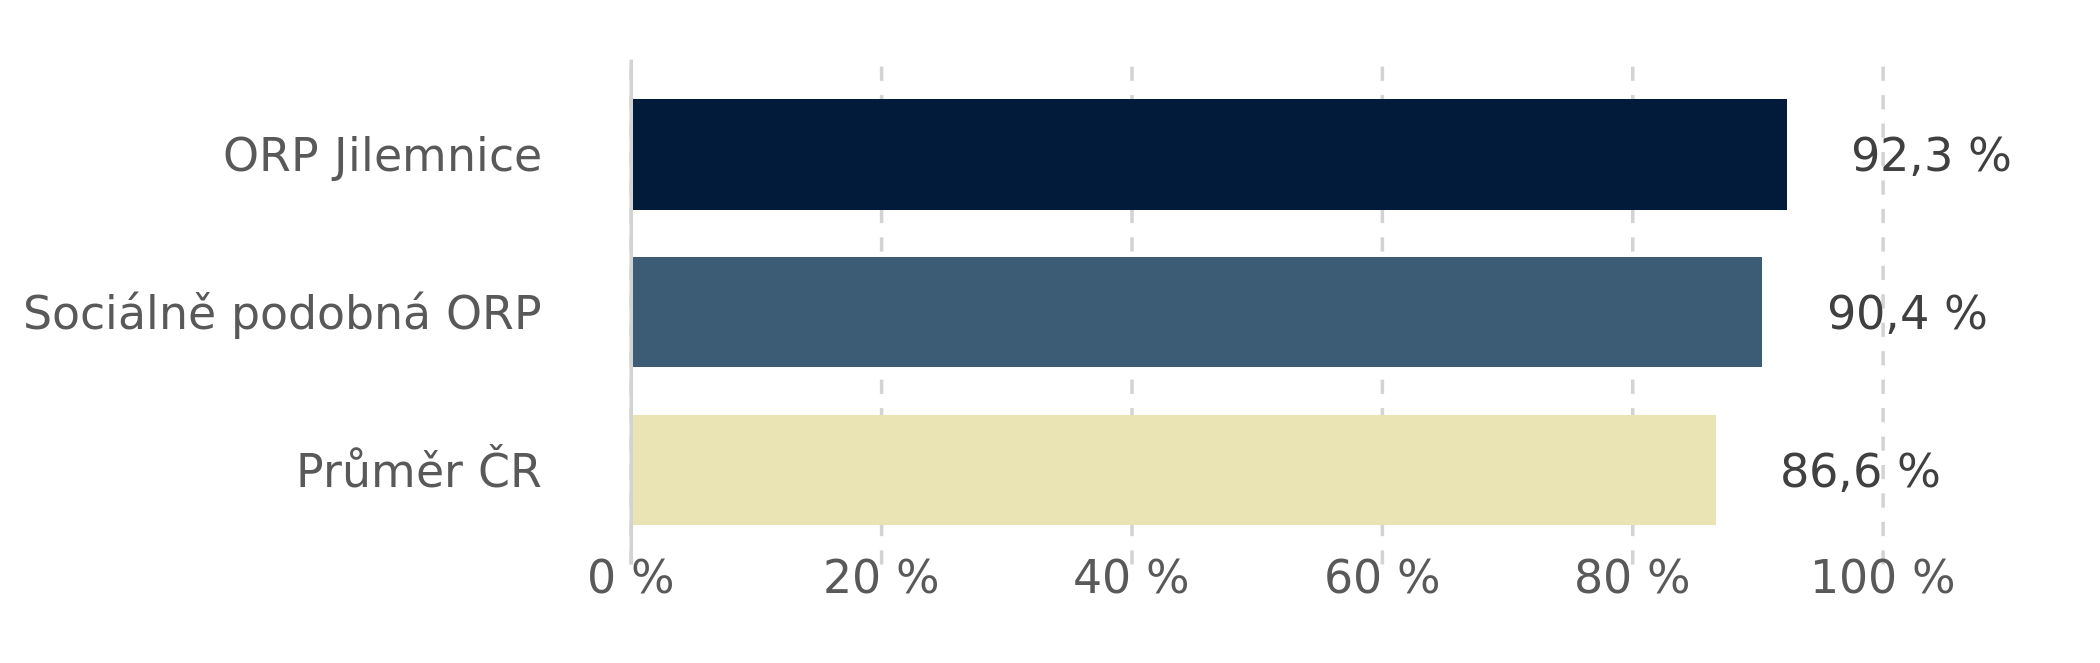 ORP Jilemnice 92,3 %
Sociálně podobná ORP 90,4 %
Průměr ČR 86,6 %
0 % 20 % 40 % 60 % 80 % 100 %